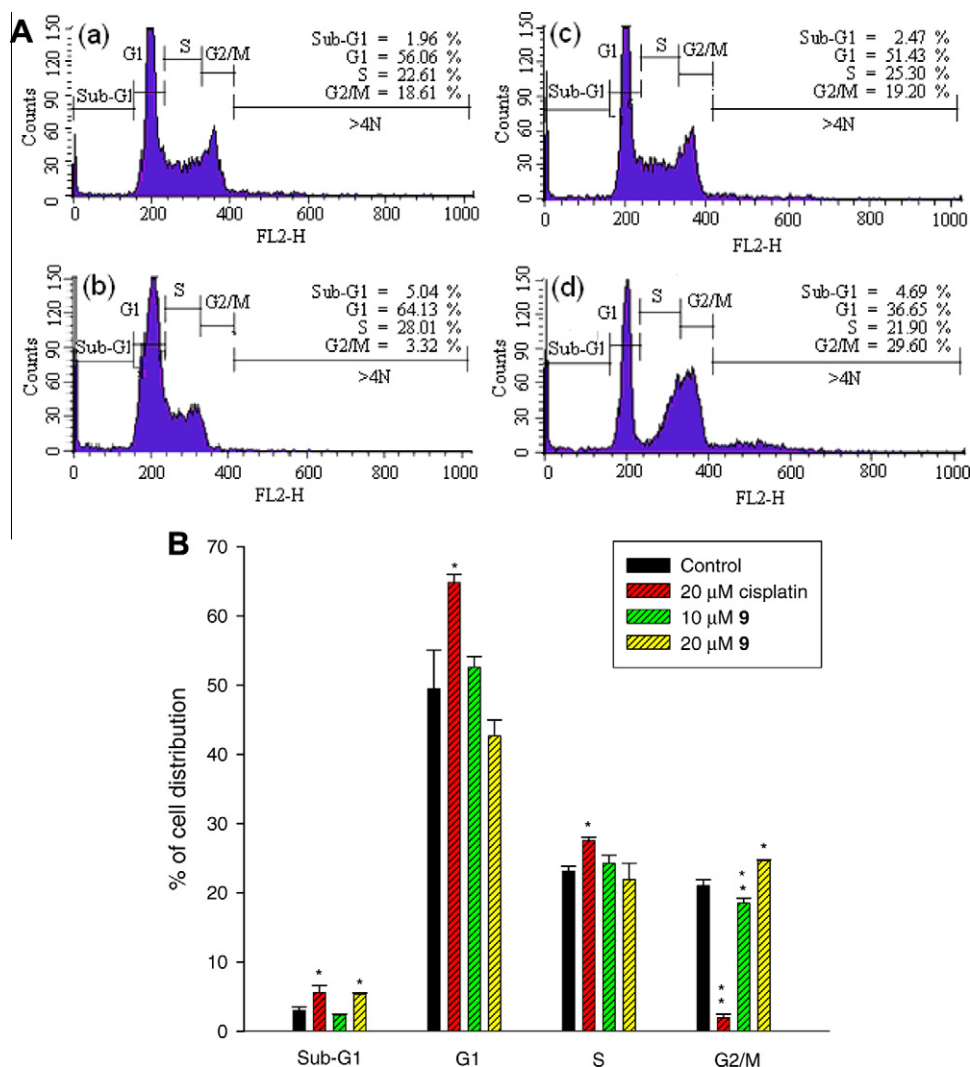 A
(a)
G1
S
G2/M
Sub-G1
>4N
Sub-G1 = 1.96 %
G1 = 56.06 %
S = 22.61 %
G2/M = 18.61 %
Counts
150
120
90
60
30
0
0 200 400 600 800 1000
FL2-H
(c)
G1
S
G2/M
Sub-G1
>4N
Sub-G1 = 2.47 %
G1 = 51.43 %
S = 25.30 %
G2/M = 19.20 %
Counts
150
120
90
60
30
0
0 200 400 600 800 1000
FL2-H
(b)
G1
S
G2/M
Sub-G1
>4N
Sub-G1 = 5.04 %
G1 = 64.13 %
S = 28.01 %
G2/M = 3.32 %
Counts
150
120
90
60
30
0
0 200 400 600 800 1000
FL2-H
(d)
G1
S
G2/M
Sub-G1
>4N
Sub-G1 = 4.69 %
G1 = 36.65 %
S = 21.90 %
G2/M = 29.60 %
Counts
150
120
90
60
30
0
0 200 400 600 800 1000
FL2-H
B
% of cell distribution
70
60
50
40
30
20
10
0
Control
20 μM cisplatin
10 μM 9
20 μM 9
*
*
*
*
**
**
*
Sub-G1 G1 S G2/M